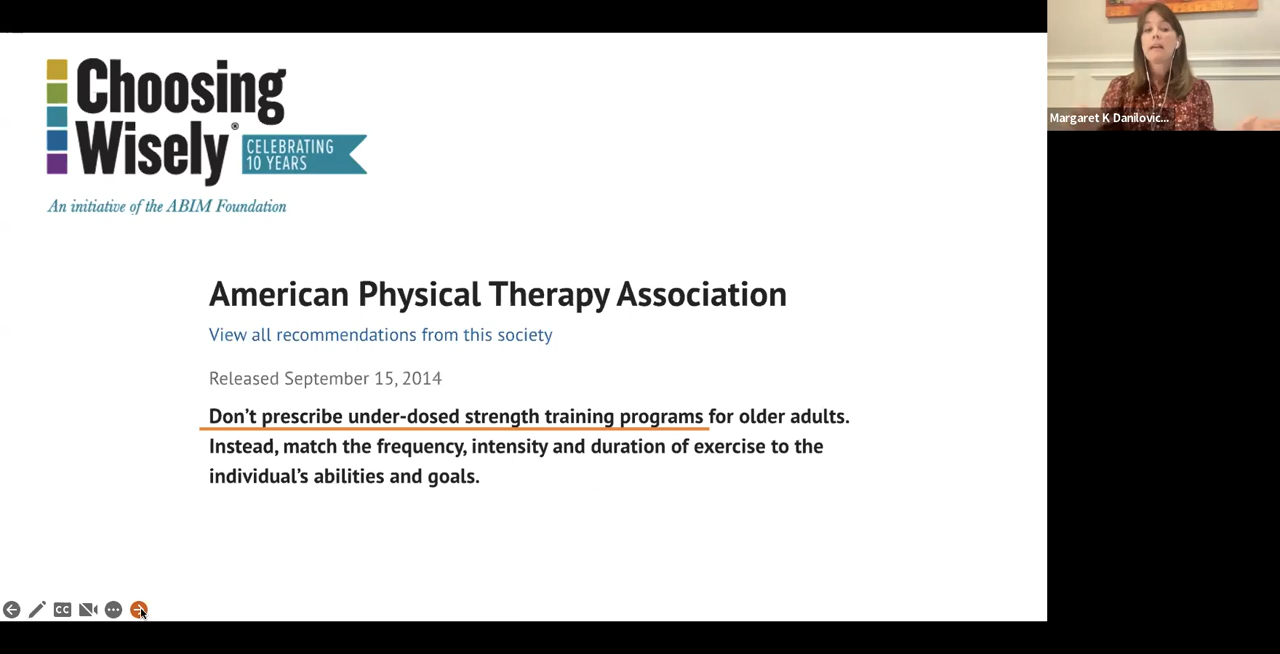 Choosing
Wisely®
CELEBRATING
10 YEARS
An initiative of the ABIM Foundation
Margaret K Danilovic...
American Physical Therapy Association
View all recommendations from this society
Released September 15, 2014
Don’t prescribe under-dosed strength training programs for older adults.
Instead, match the frequency, intensity and duration of exercise to the
individual’s abilities and goals.
CC